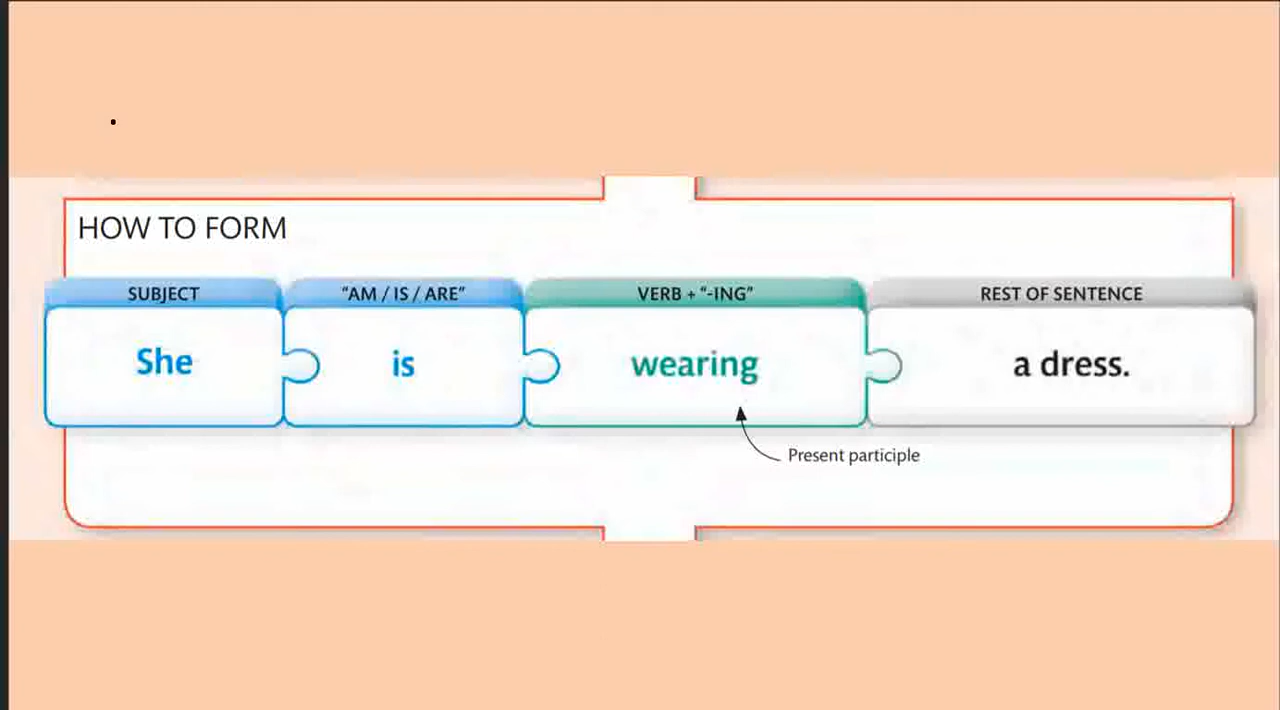 HOW TO FORM
SUBJECT "AM / IS / ARE" VERB + "-ING" REST OF SENTENCE
She is wearing a dress.
Present participle